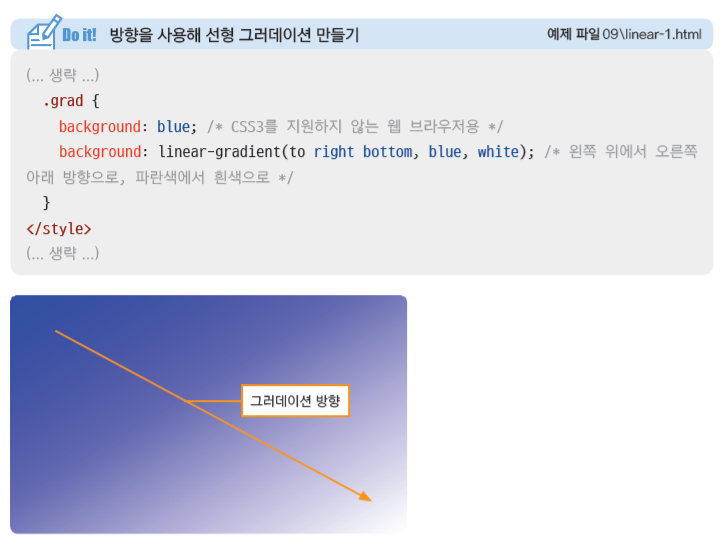 Do it! 방향을 사용해 선형 그러데이션 만들기 예제 파일 09\linear-1.html
(... 생략 ...)
.grad {
background: blue; /* CSS3를 지원하지 않는 웹 브라우저용 */
background: linear-gradient(to right bottom, blue, white); /* 왼쪽 위에서 오른쪽
아래 방향으로, 파란색에서 흰색으로 */
}
</style>
(... 생략 ...)
그러데이션 방향